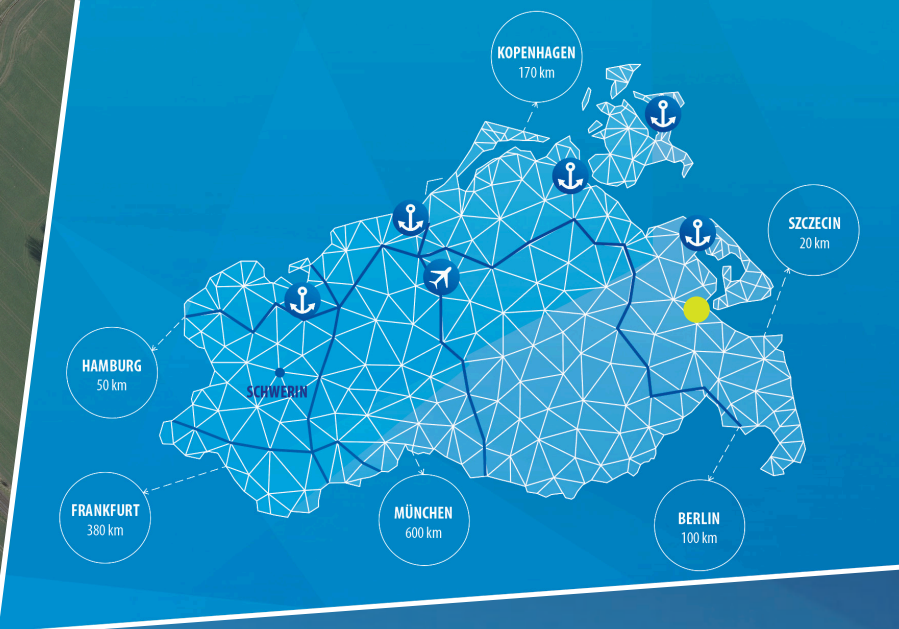 KOPENHAGEN
170 km
SZCZECIN
20 km
HAMBURG
50 km
SCHWERIN
FRANKFURT
380 km
MÜNCHEN
600 km
BERLIN
100 km